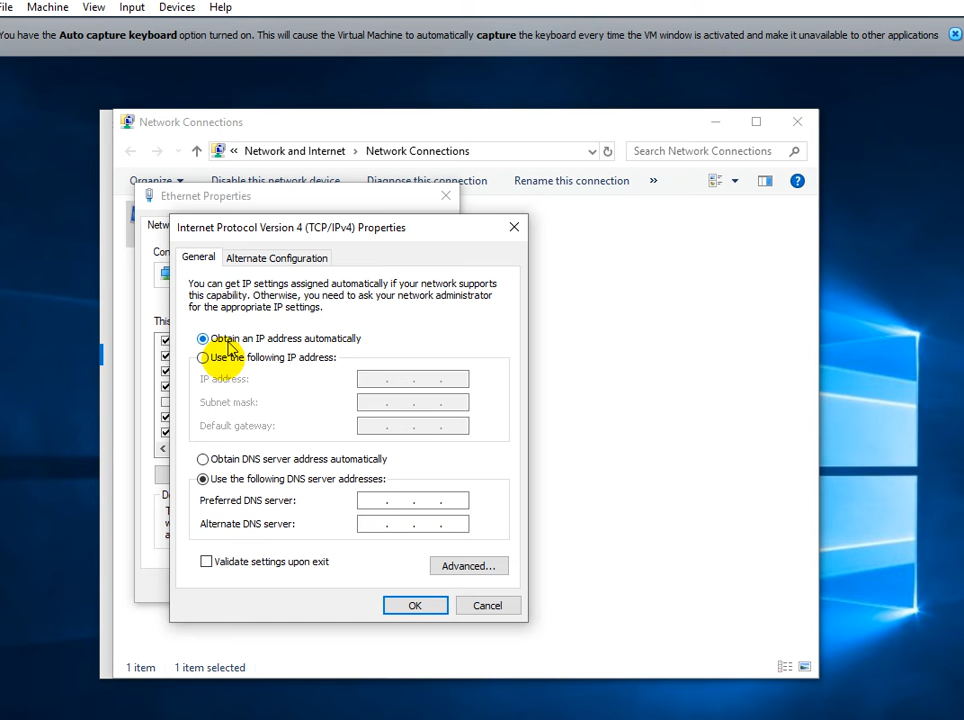 File Machine View Input Devices Help
You have the Auto capture keyboard option turned on. This will cause the Virtual Machine to automatically capture the keyboard every time the VM window is activated and make it unavailable to other applications
Network Connections
« Network and Internet > Network Connections
Search Network Connections
Organize Disable this network device Diagnose this connection Rename this connection »
Ethernet Properties
Internet Protocol Version 4 (TCP/IPv4) Properties
General Alternate Configuration
You can get IP settings assigned automatically if your network supports
this capability. Otherwise, you need to ask your network administrator
for the appropriate IP settings.
Obtain an IP address automatically
Use the following IP address:
IP address:
Subnet mask:
Default gateway:
Obtain DNS server address automatically
Use the following DNS server addresses:
Preferred DNS server:
Alternate DNS server:
Validate settings upon exit
Advanced...
OK Cancel
1 item 1 item selected